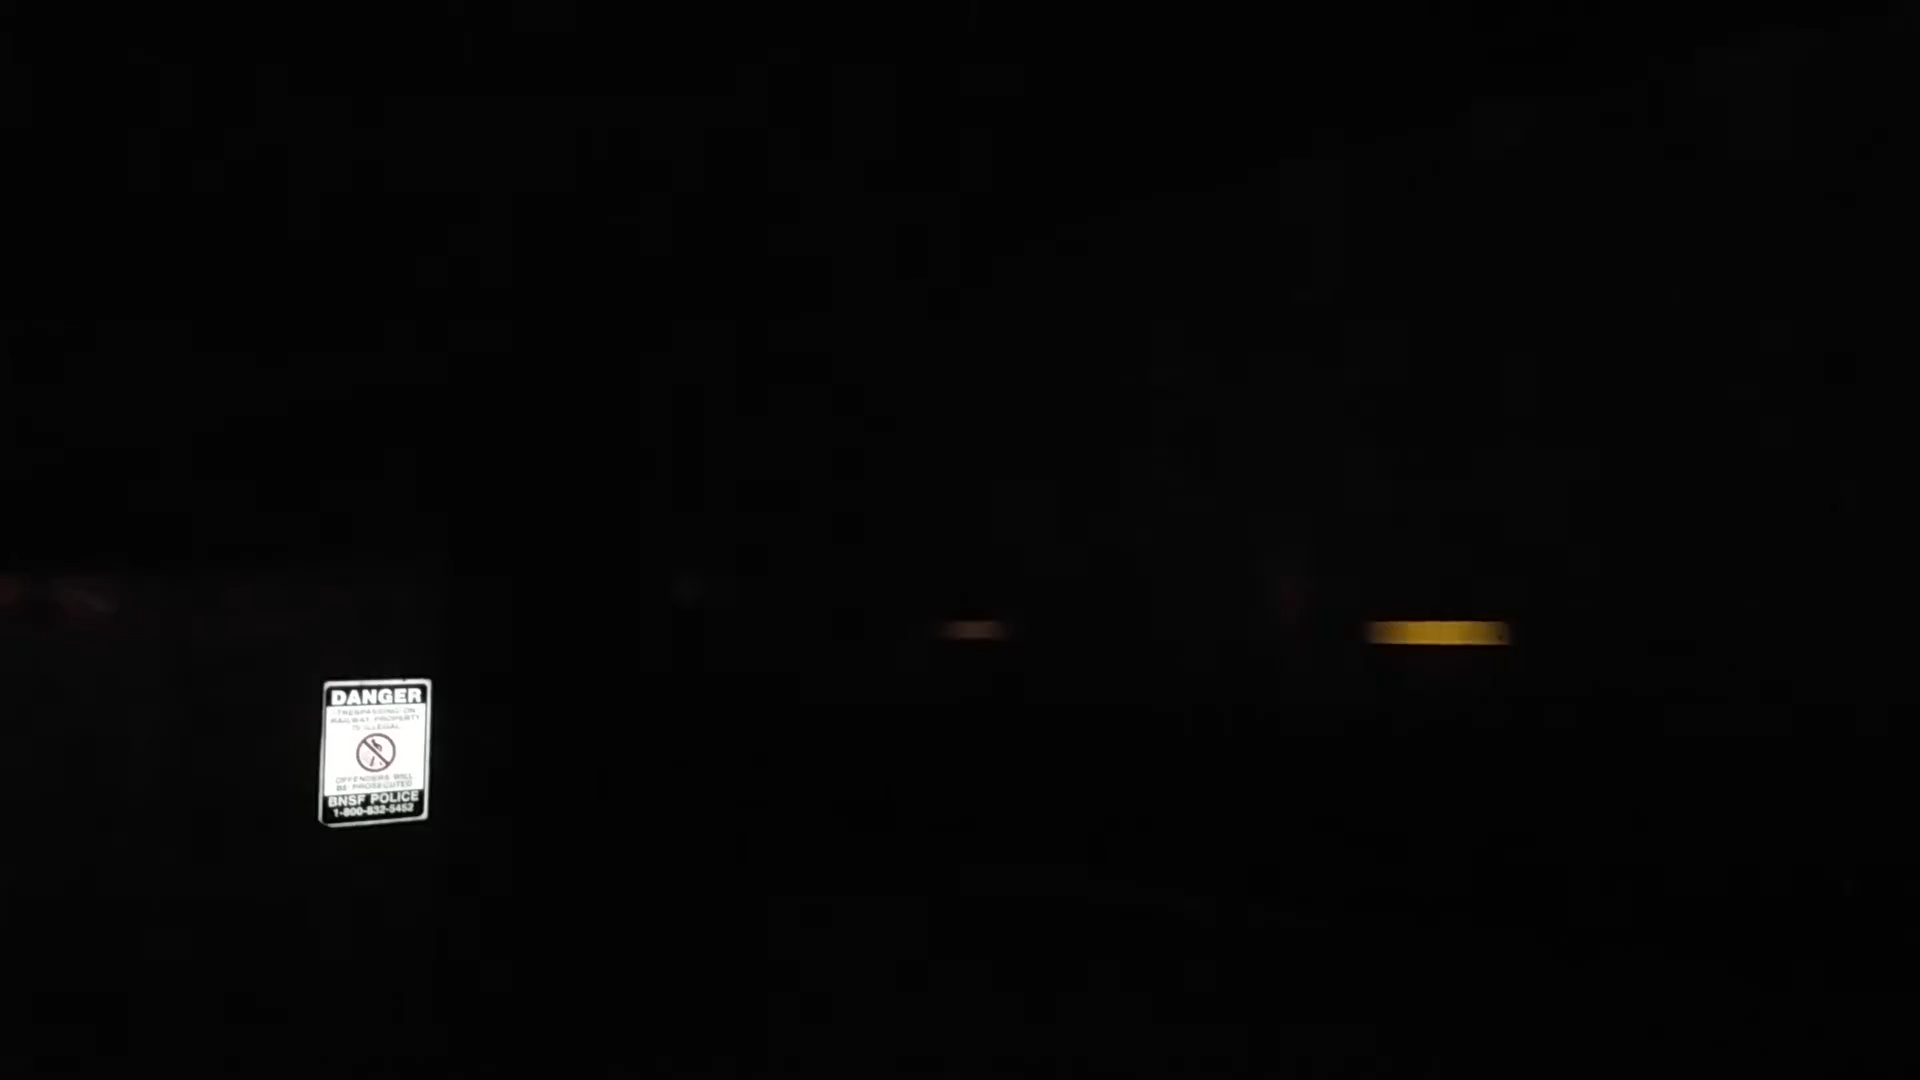 DANGER
TRESPASSING ON
RAILWAY PROPERTY
IS ILLEGAL
OFFENDERS WILL
BE PROSECUTED
BNSF POLICE
1-800-832-5452